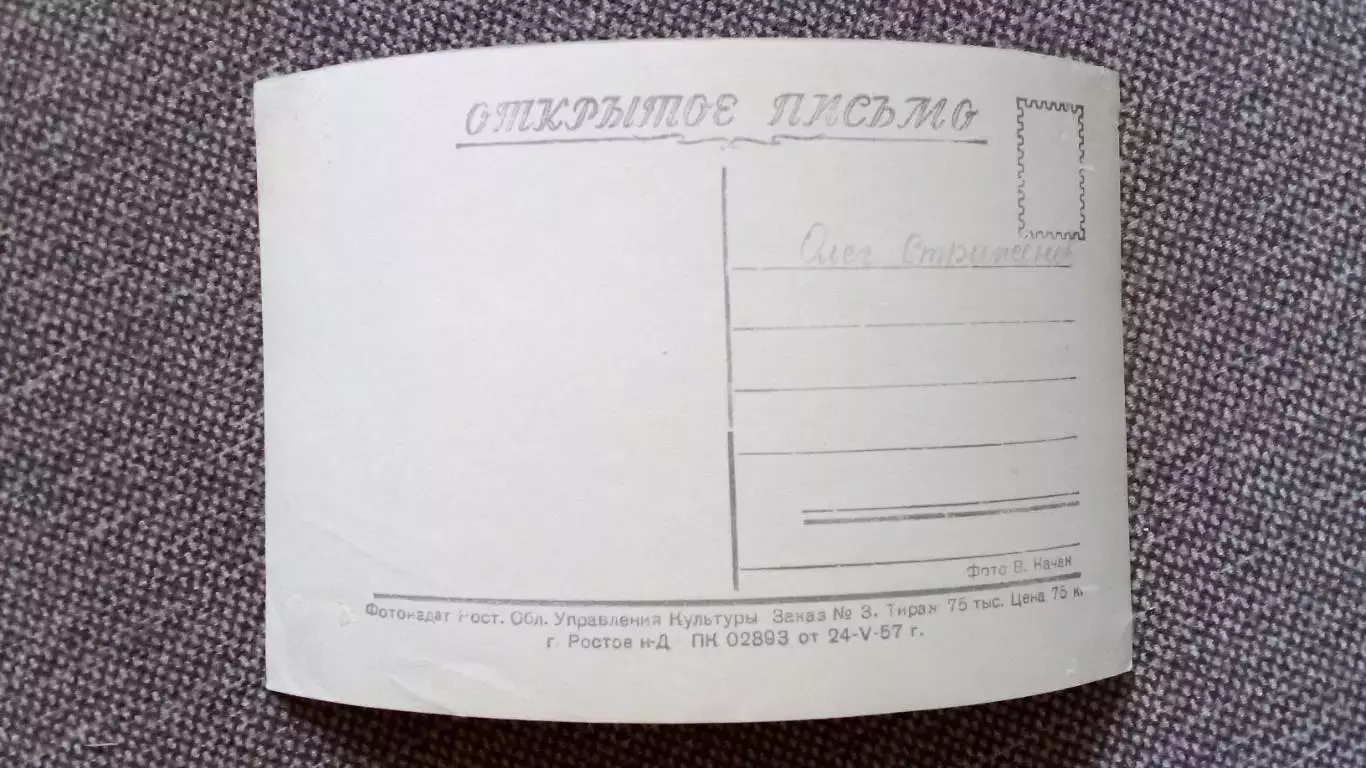 ОТКРЫТОЕ ПИСЬМО
Олег Стриженов
Фото В. Качан
Фотоиздат Рост. Обл. Управления Культуры Заказ № 3. Тираж 75 тыс. Цена 75 к.
г. Ростов н-Д ПК 02893 от 24-V-57 г.